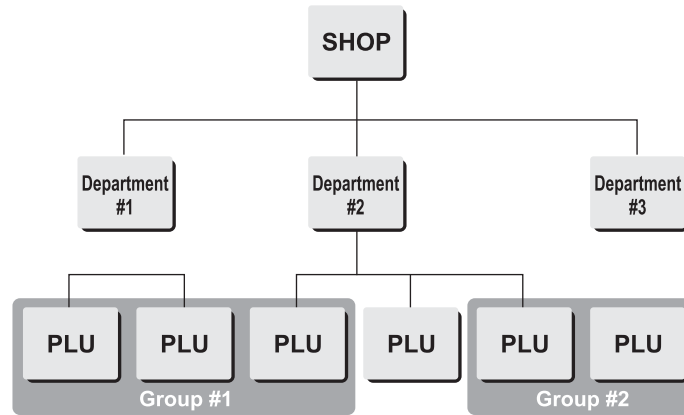 SHOP
Department
#1
Department
#2
Department
#3
PLU
PLU
PLU
PLU
PLU
PLU
Group #1
Group #2